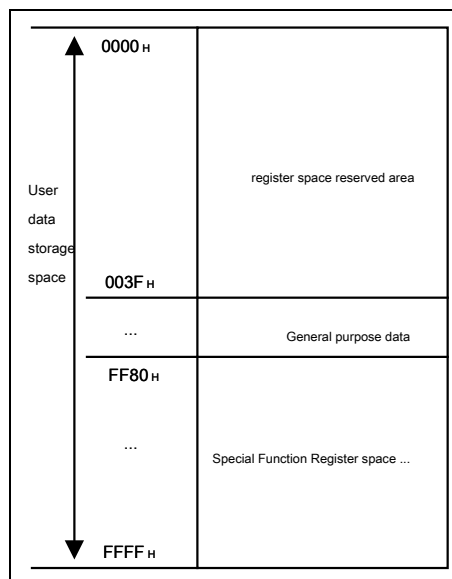 0000 H
register space reserved area
User
data
storage
space
003F H
...
General purpose data
FF80 H
...
Special Function Register space ...
FFFF H